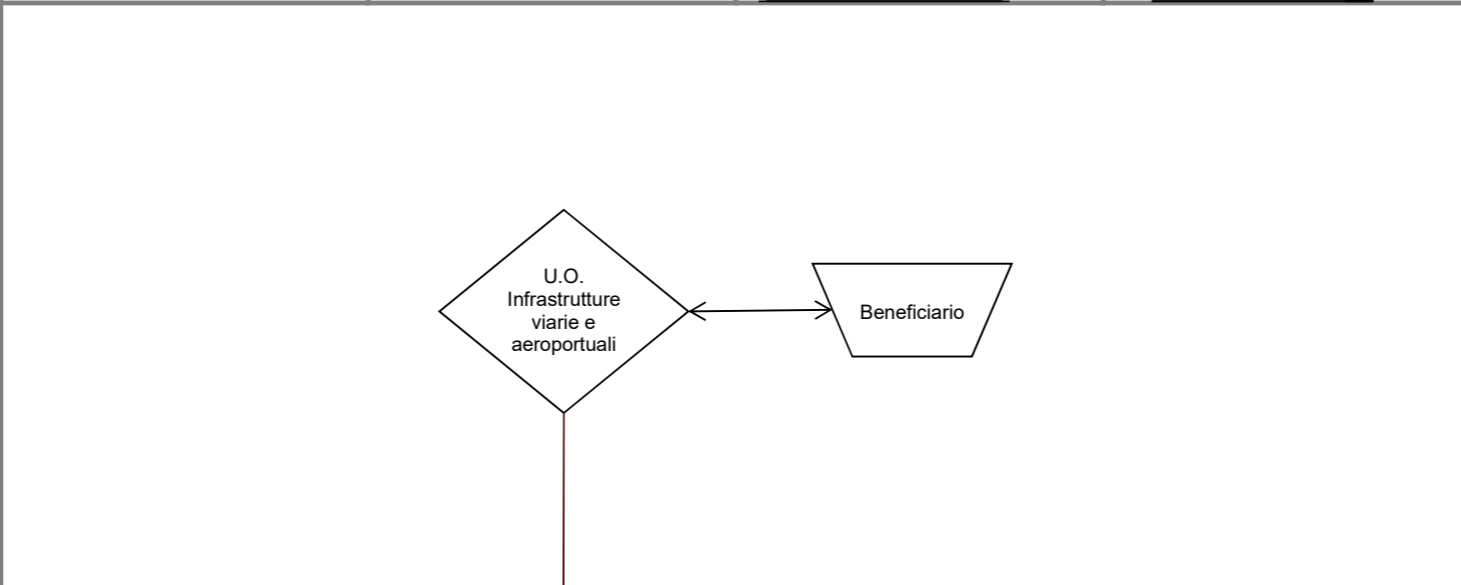 U.O.
Infrastrutture
viarie e
aeroportuali
Beneficiario